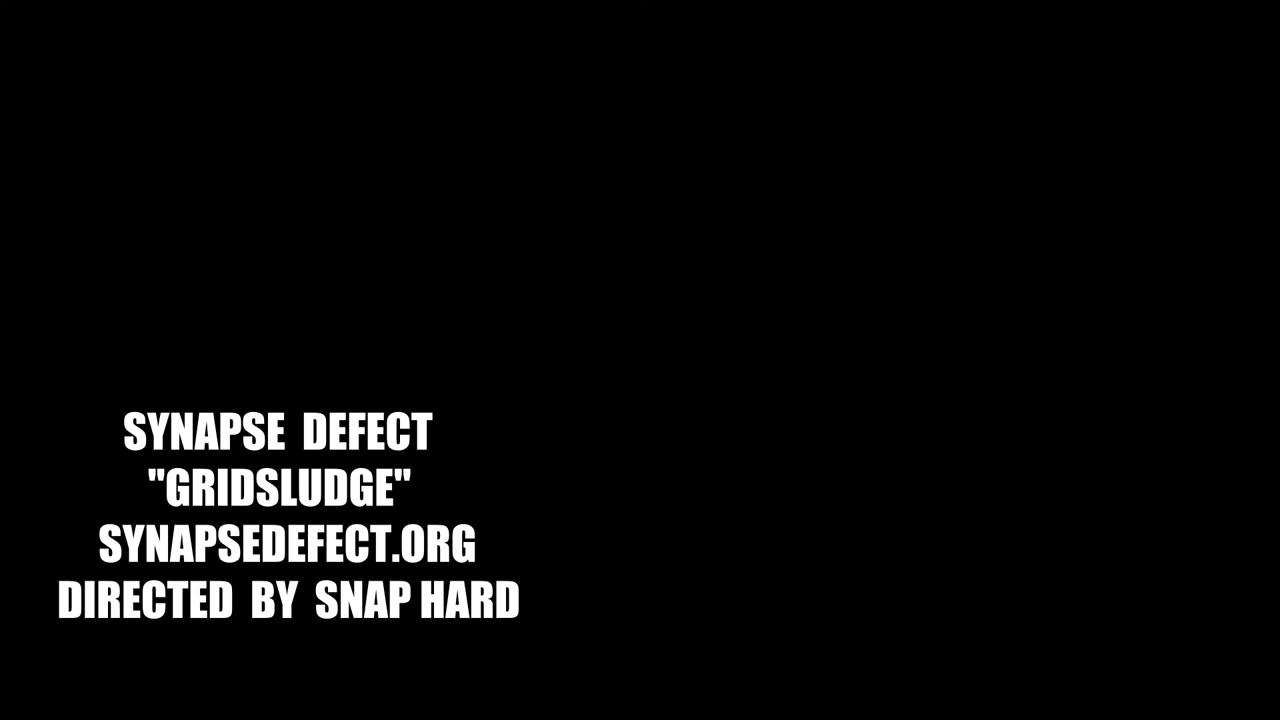 SYNAPSE DEFECT
"GRIDSLUDGE"
SYNAPSEDEFECT.ORG
DIRECTED BY SNAP HARD